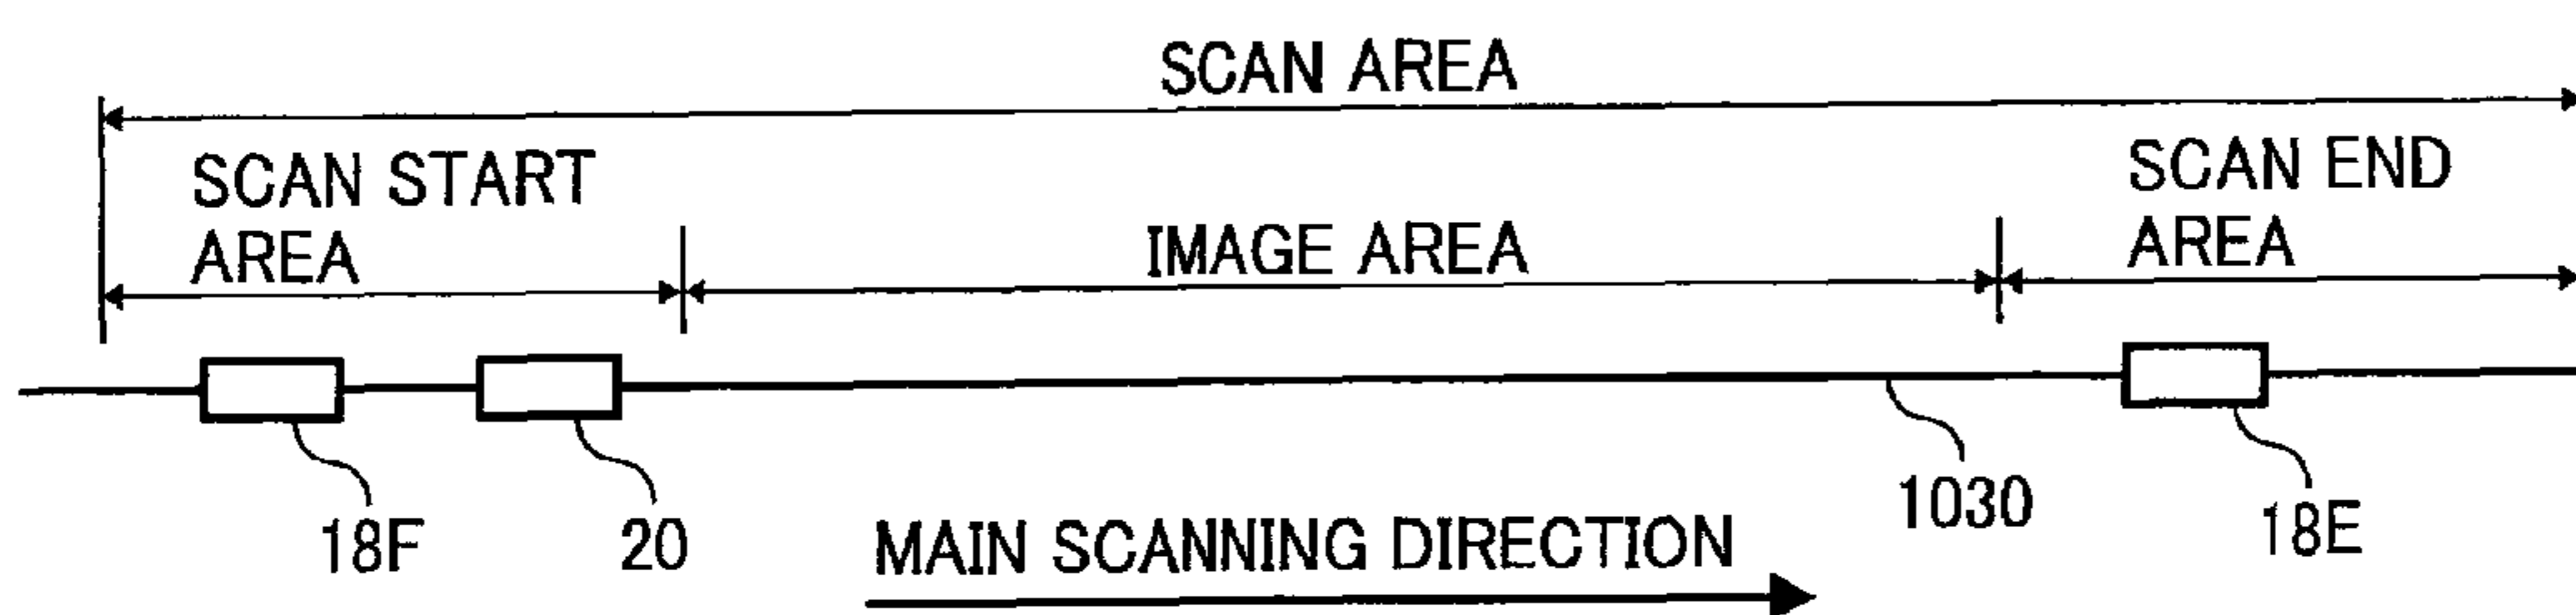 SCAN AREA
SCAN START
AREA
IMAGE AREA
SCAN END
AREA
18F
20
MAIN SCANNING DIRECTION
1030
18E